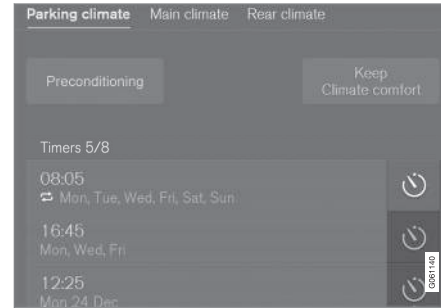 Parking climate Main climate Rear climate
Preconditioning
Keep
Climate comfort
Timers 5/8
08:05
Mon, Tue, Wed, Fri, Sat, Sun
16:45
Mon, Wed, Fri
12:25
Mon 24 Dec
G061140